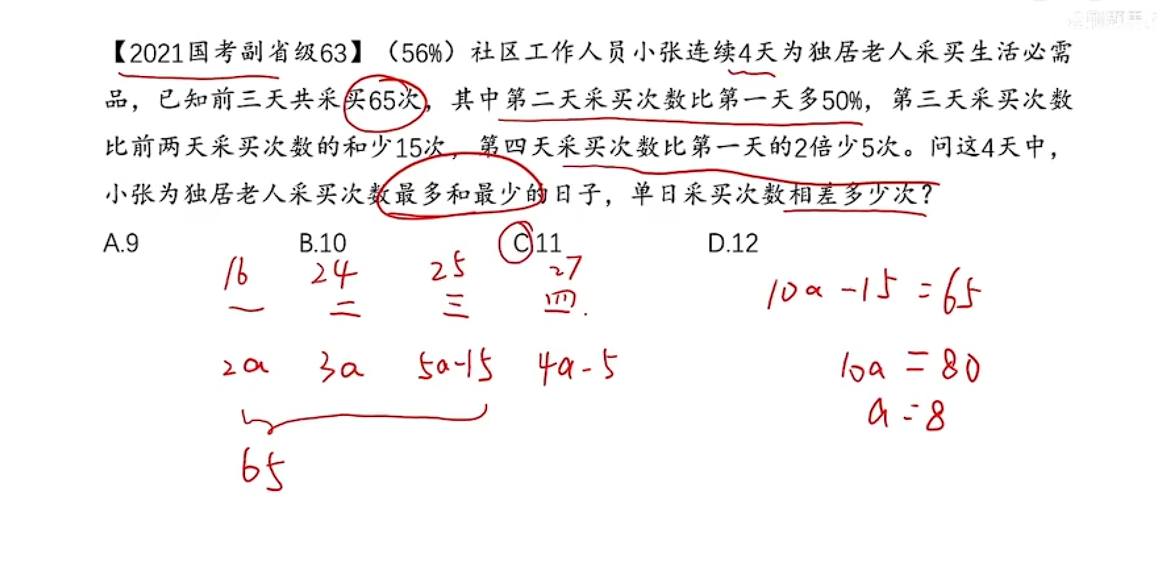 【2021国考副省级63】（56%）社区工作人员小张连续4天为独居老人采买生活必需
品，已知前三天共采买65次，其中第二天采买次数比第一天多50%，第三天采买次数
比前两天采买次数的和少15次，第四天采买次数比第一天的2倍少5次。问这4天中，
小张为独居老人采买次数最多和最少的日子，单日采买次数相差多少次？
A.9 B.10 C.11 D.12
16 24 25 27
一 二 三 四.
2a 3a 5a-15 4a-5
65
10a-15=65
10a=80
a=8